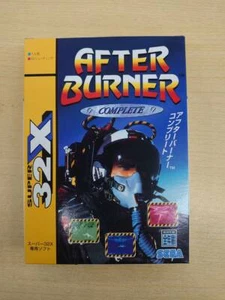 AFTER
BURNER
COMPLETE
アフターバーナー
コンプリート
TM
SUPER 32X
スーパー32X
専用ソフト
SEGA